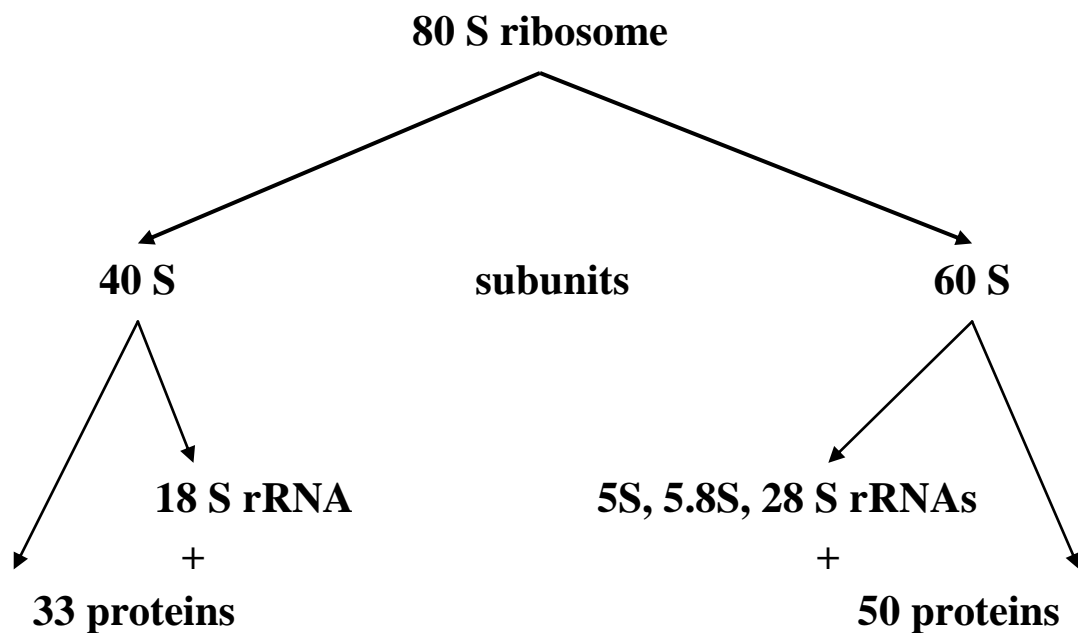 80 S ribosome
40 S subunits 60 S
18 S rRNA 5S, 5.8S, 28 S rRNAs
+ +
33 proteins 50 proteins